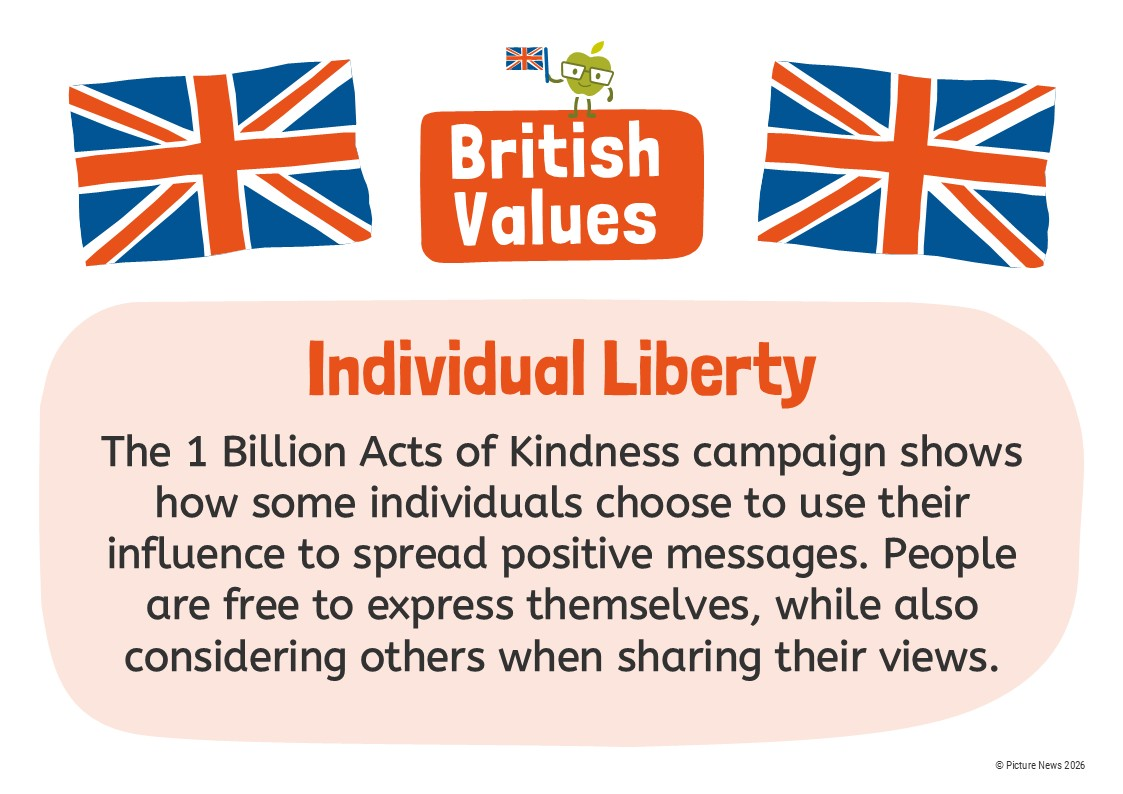 British
Values
Individual Liberty
The 1 Billion Acts of Kindness campaign shows
how some individuals choose to use their
influence to spread positive messages. People
are free to express themselves, while also
considering others when sharing their views.
© Picture News 2026